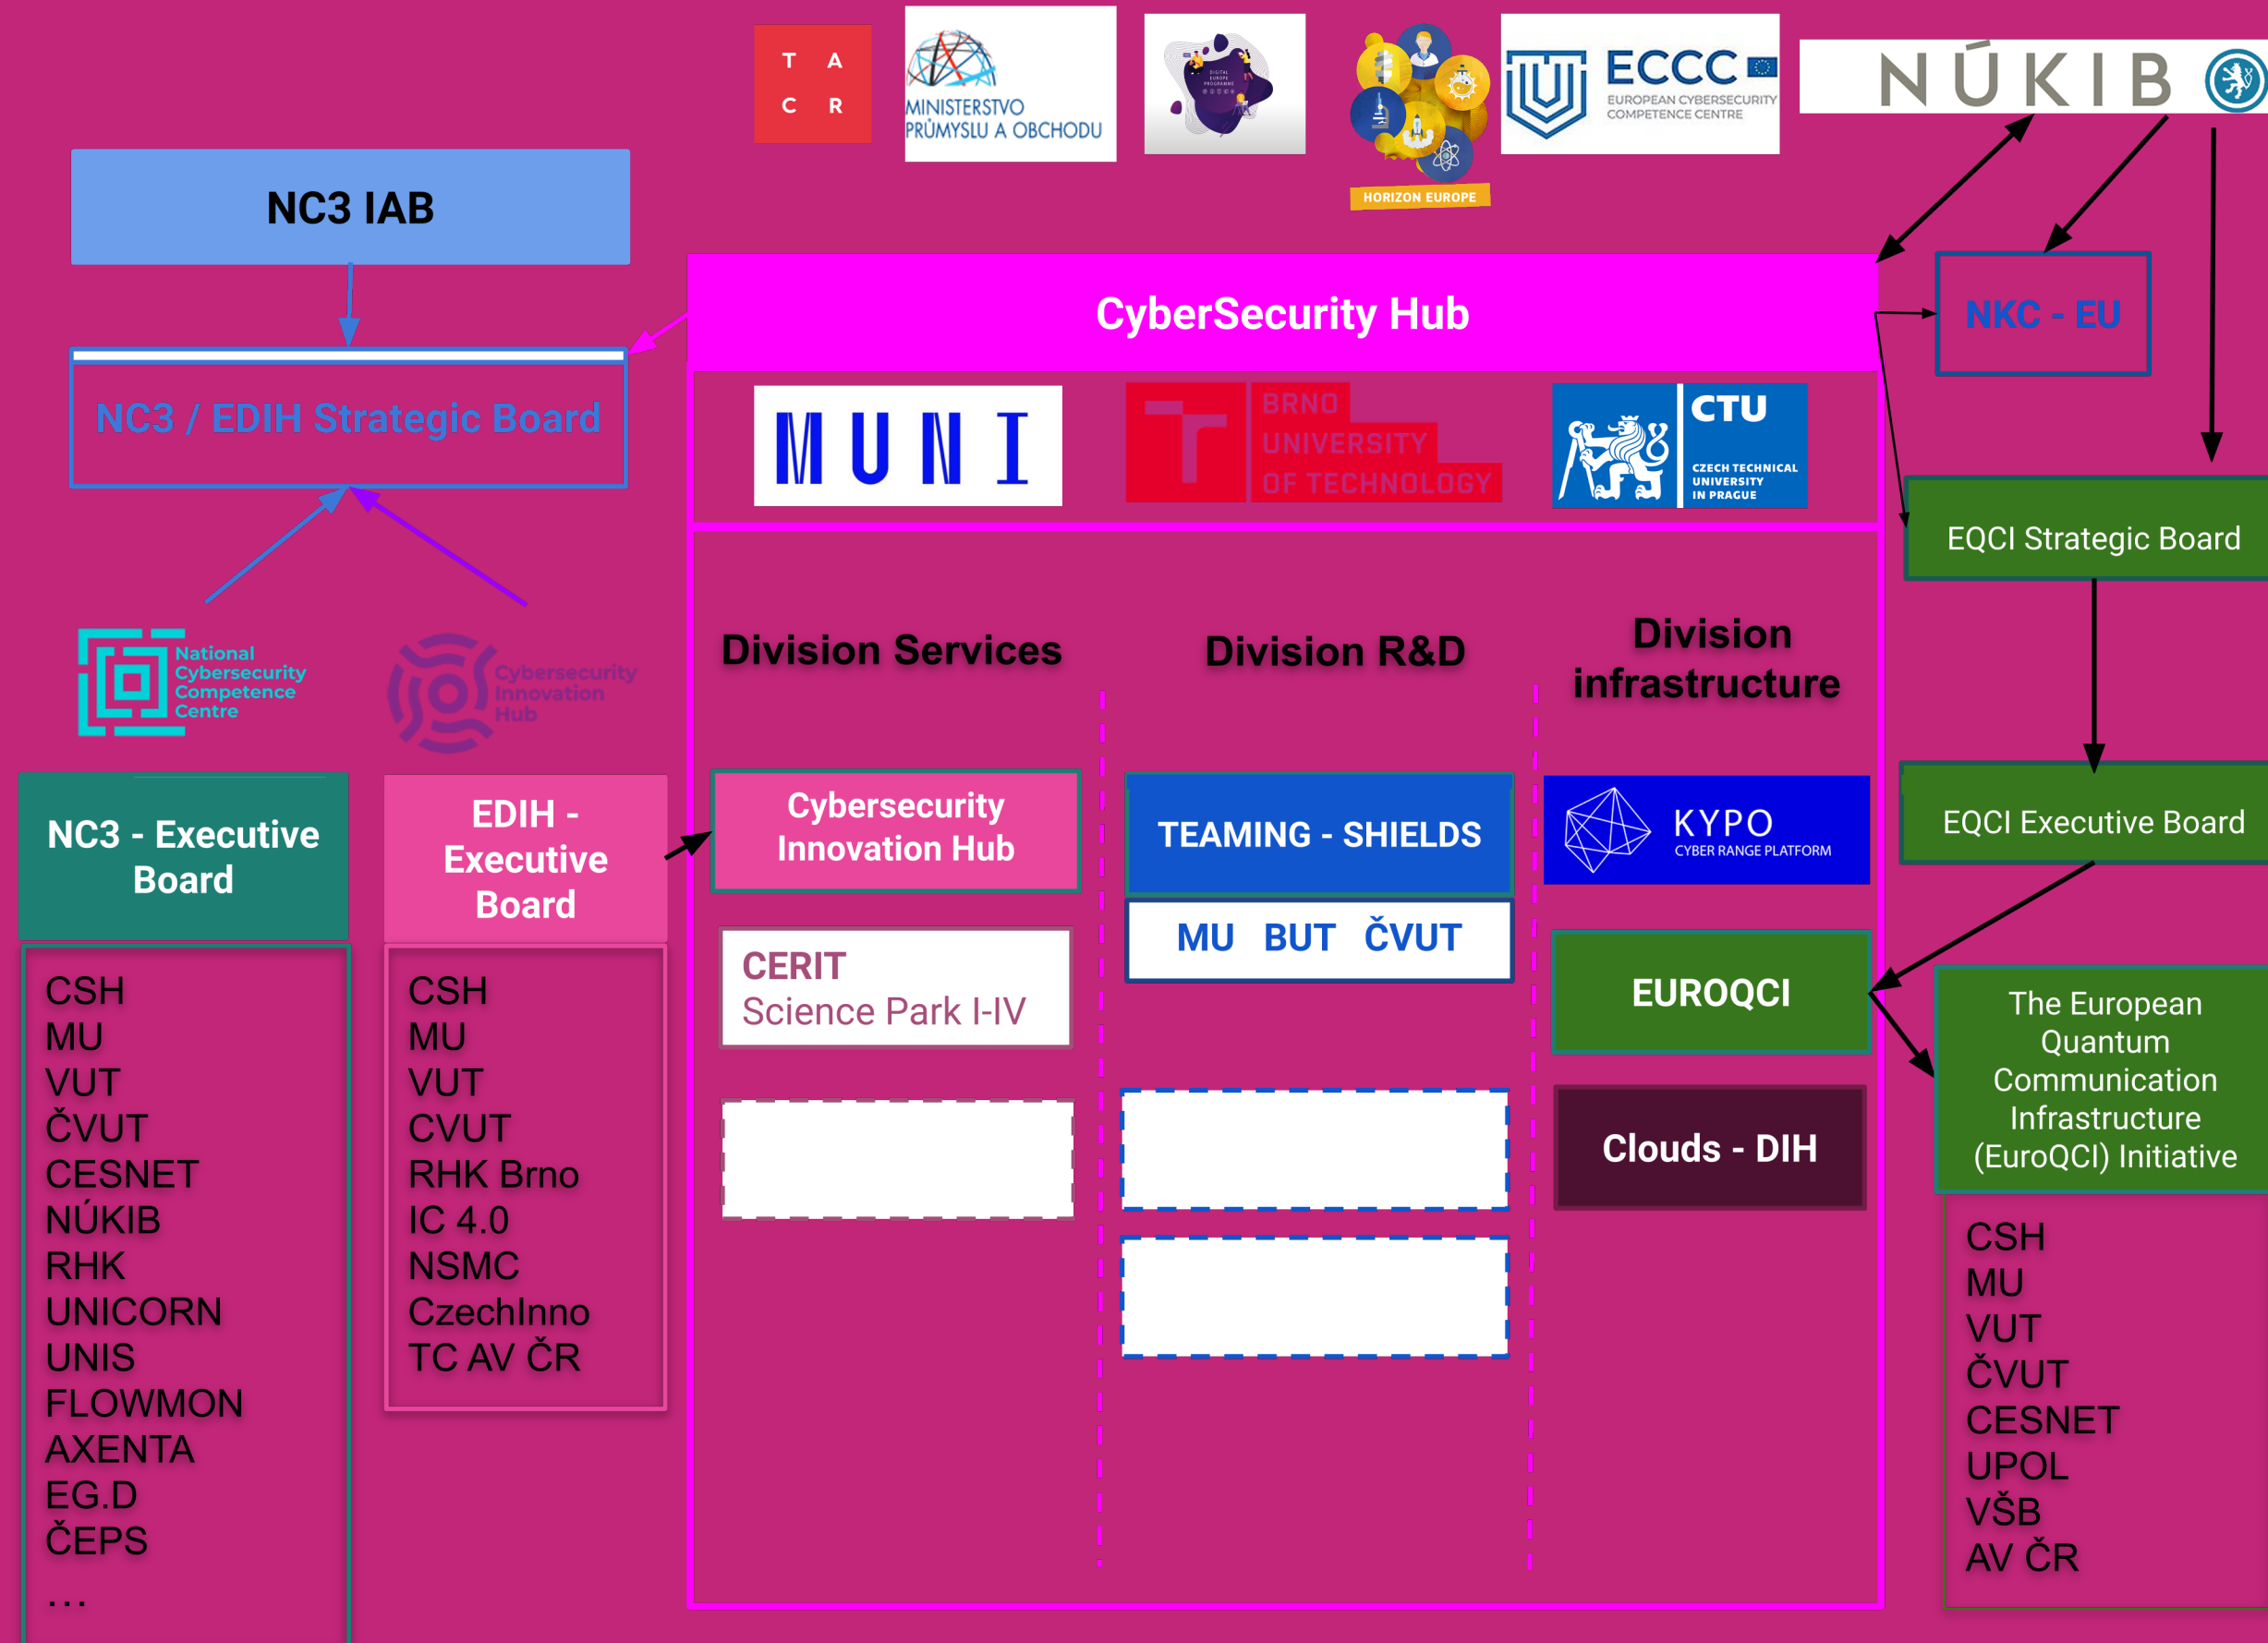 T A
C R
MINISTERSTVO
PRŮMYSLU A OBCHODU
DIGITAL
EUROPE
PROGRAMME
HORIZON EUROPE
ECCC
EUROPEAN CYBERSECURITY
COMPETENCE CENTRE
NÚKIB
NC3 IAB
NC3 / EDIH Strategic Board
CyberSecurity Hub
NKC - EU
MUNI
BRNO
UNIVERSITY
OF TECHNOLOGY
CTU
CZECH TECHNICAL
UNIVERSITY
IN PRAGUE
EQCI Strategic Board
National
Cybersecurity
Competence
Centre
Cybersecurity
Innovation
Hub
Division Services
Division R&D
Division
infrastructure
NC3 - Executive
Board
EDIH -
Executive
Board
Cybersecurity
Innovation Hub
TEAMING - SHIELDS
MU BUT ČVUT
KYPO
CYBER RANGE PLATFORM
EQCI Executive Board
CERIT
Science Park I-IV
EUROQCI
Clouds - DIH
The European
Quantum
Communication
Infrastructure
(EuroQCI) Initiative
CSH
MU
VUT
ČVUT
CESNET
NÚKIB
RHK
UNICORN
UNIS
FLOWMON
AXENTA
EG.D
ČEPS
...
CSH
MU
VUT
CVUT
RHK Brno
IC 4.0
NSMC
CzechInno
TC AV ČR
CSH
MU
VUT
ČVUT
CESNET
UPOL
VŠB
AV ČR